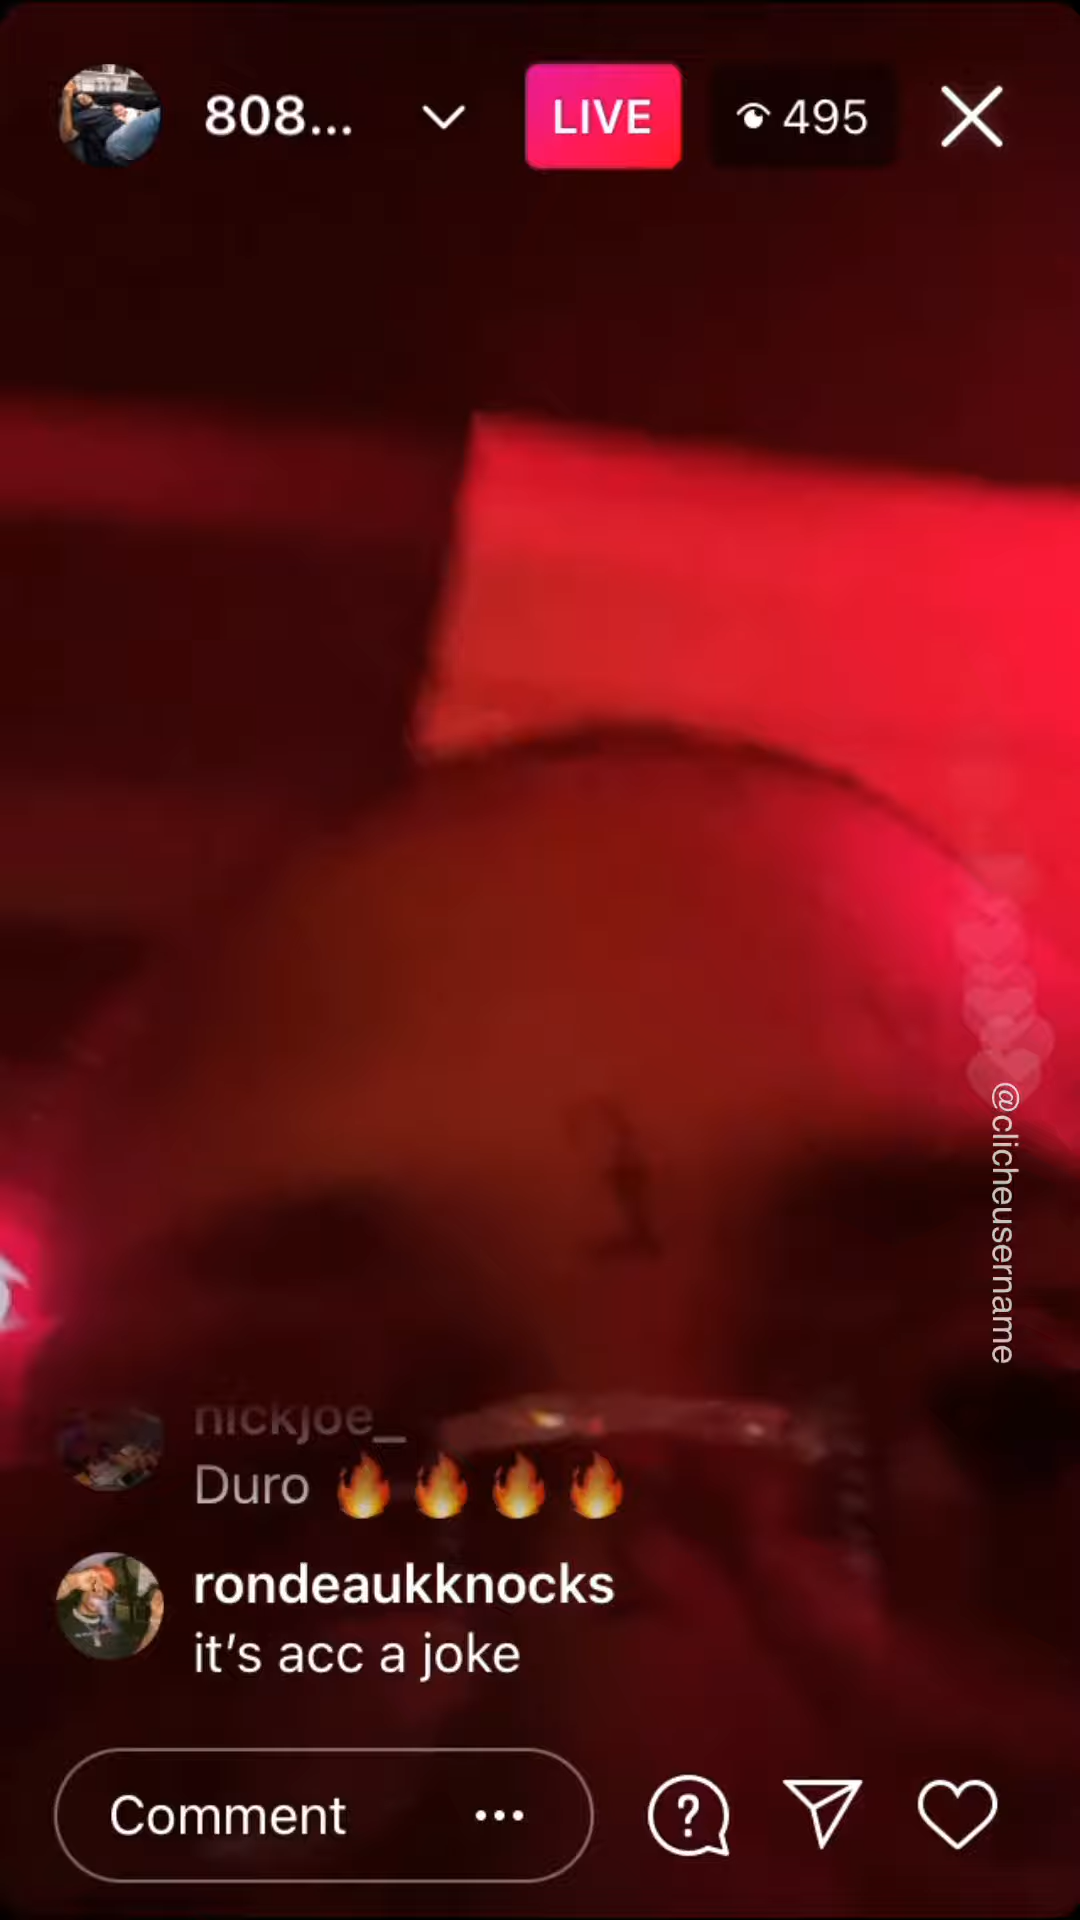 808...
LIVE
495
@clicheusername
nickjoe_
Duro 🔥🔥🔥🔥
rondeaukknocks
it’s acc a joke
Comment